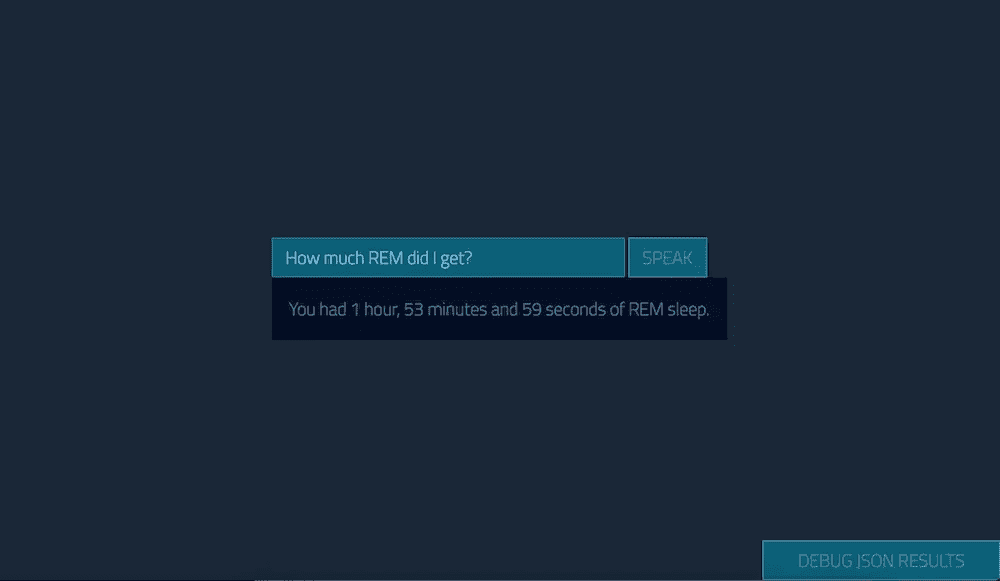 How much REM did I get?
SPEAK
You had 1 hour, 53 minutes and 59 seconds of REM sleep.
DEBUG JSON RESULTS